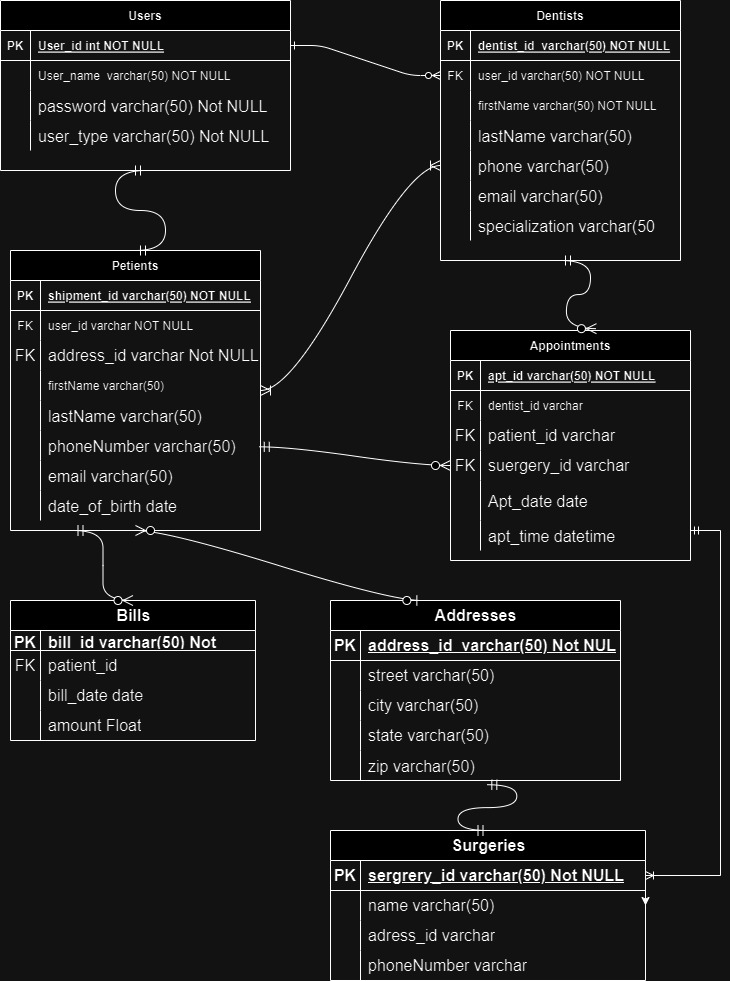 Users
PK User_id int NOT NULL
User_name varchar(50) NOT NULL
password varchar(50) Not NULL
user_type varchar(50) Not NULL
Dentists
PK dentist_id varchar(50) NOT NULL
FK user_id varchar(50) NOT NULL
firstName varchar(50) NOT NULL
lastName varchar(50)
phone varchar(50)
email varchar(50)
specialization varchar(50
Petients
PK shipment_id varchar(50) NOT NULL
FK user_id varchar NOT NULL
FK address_id varchar Not NULL
firstName varchar(50)
lastName varchar(50)
phoneNumber varchar(50)
email varchar(50)
date_of_birth date
Appointments
PK apt_id varchar(50) NOT NULL
FK dentist_id varchar
FK patient_id varchar
FK suergery_id varchar
Apt_date date
apt_time datetime
Bills
PK bill_id varchar(50) Not
FK patient_id
bill_date date
amount Float
Addresses
PK address_id varchar(50) Not NUL
street varchar(50)
city varchar(50)
state varchar(50)
zip varchar(50)
Surgeries
PK sergrery_id varchar(50) Not NULL
name varchar(50)
adress_id varchar
phoneNumber varchar